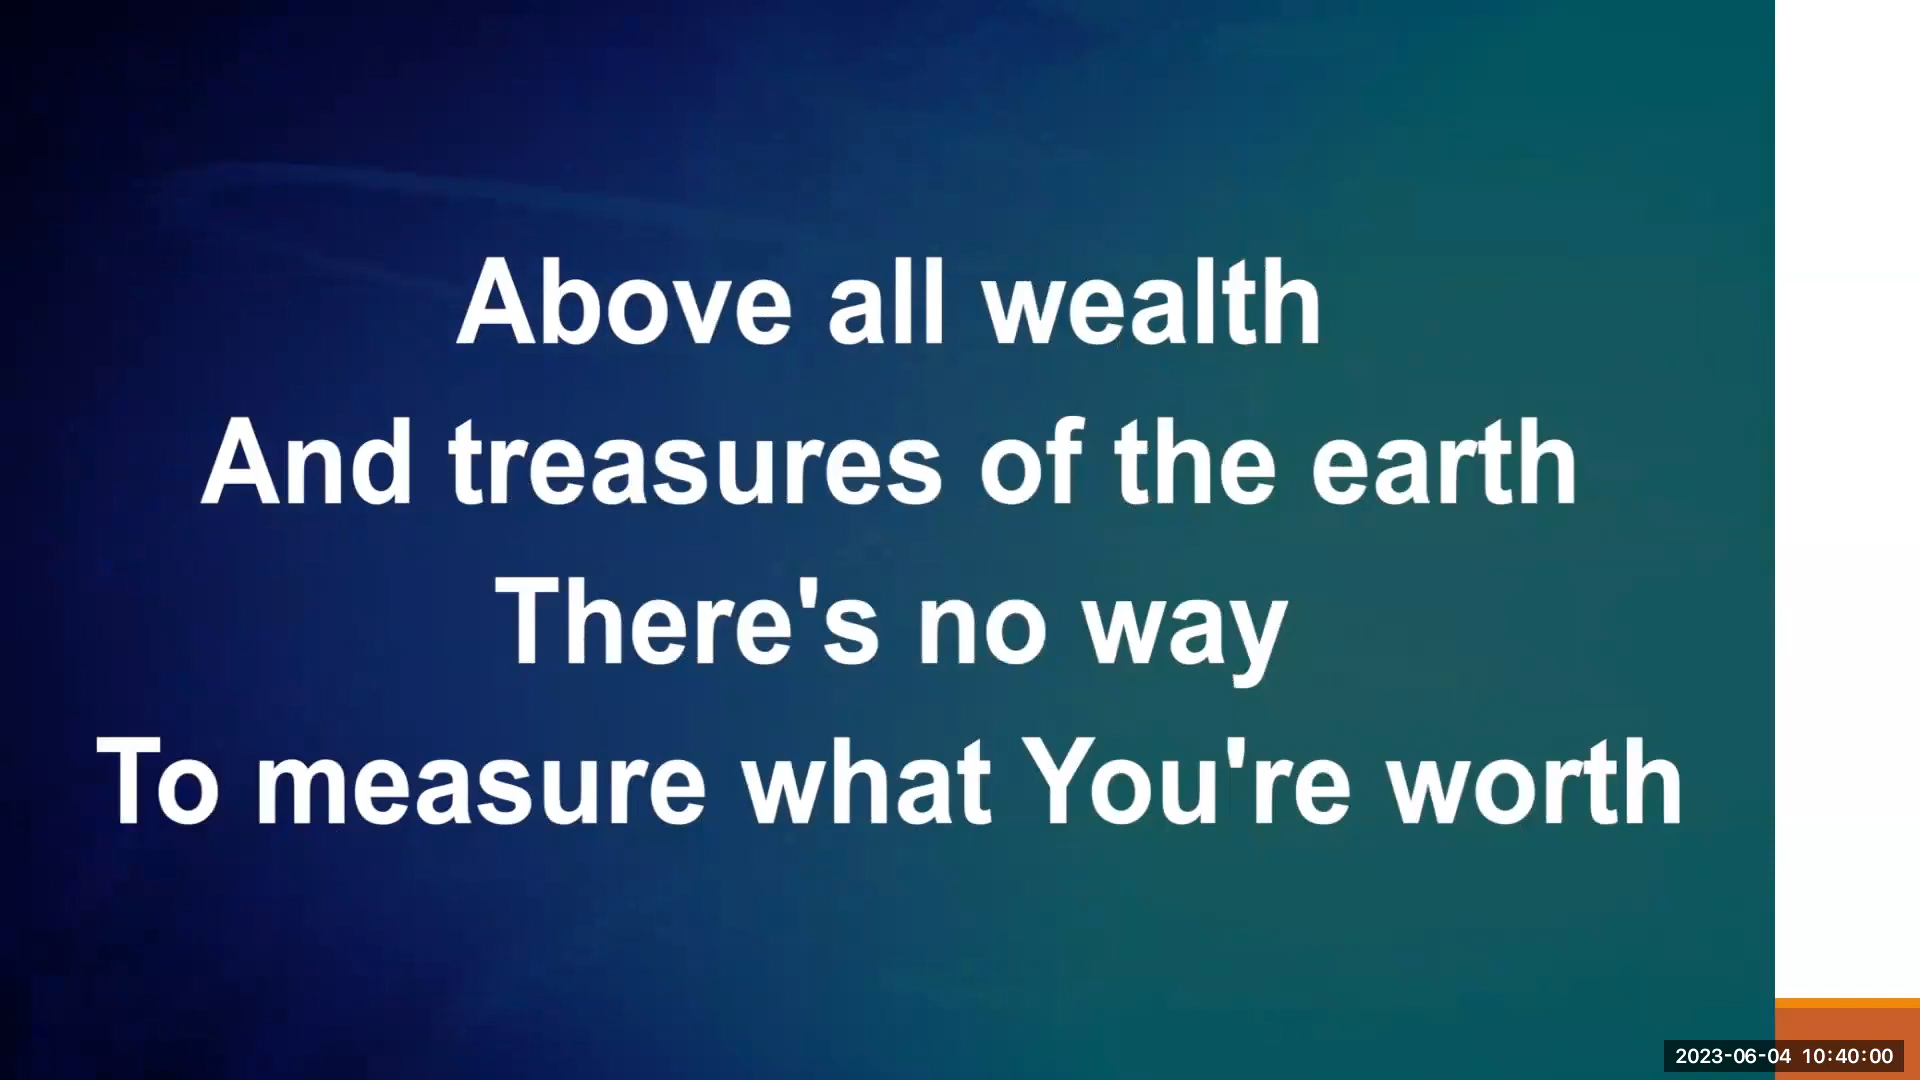 Above all wealth
And treasures of the earth
There's no way
To measure what You're worth
2023-06-04 10:40:00